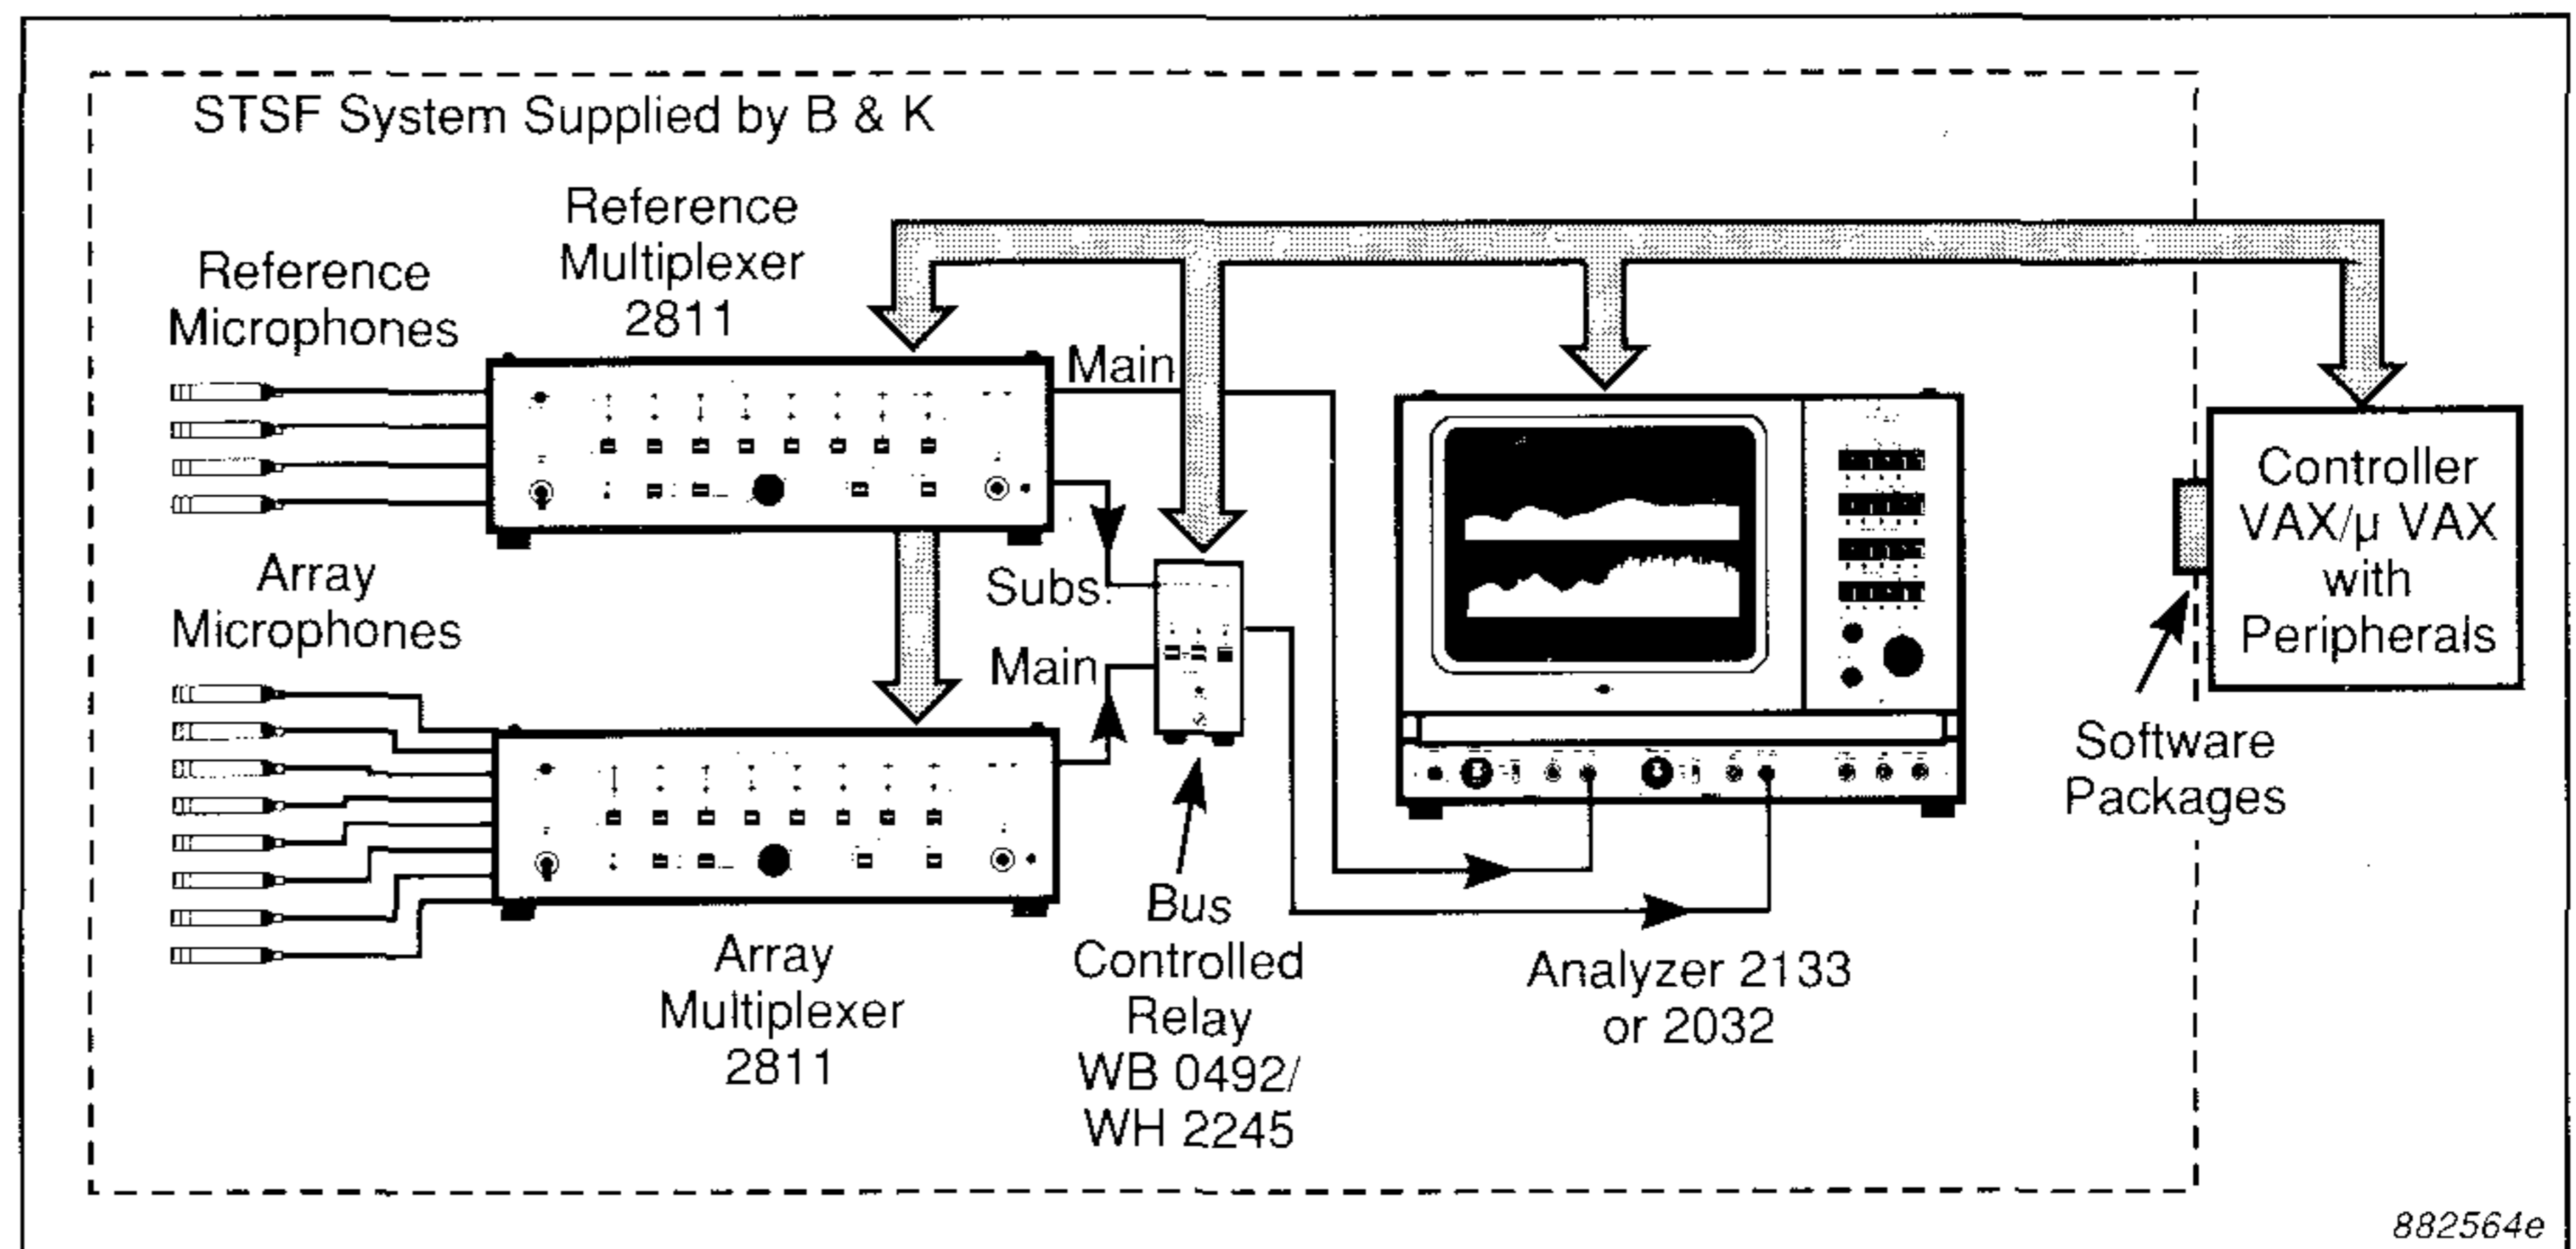 STSF System Supplied by B & K
Reference
Multiplexer
2811
Reference
Microphones
Main
Array
Microphones
Subs.
Main
Controller
VAX/µ VAX
with
Peripherals
Software
Packages
Array
Multiplexer
2811
Bus
Controlled
Relay
WB 0492/
WH 2245
Analyzer 2133
or 2032
882564e